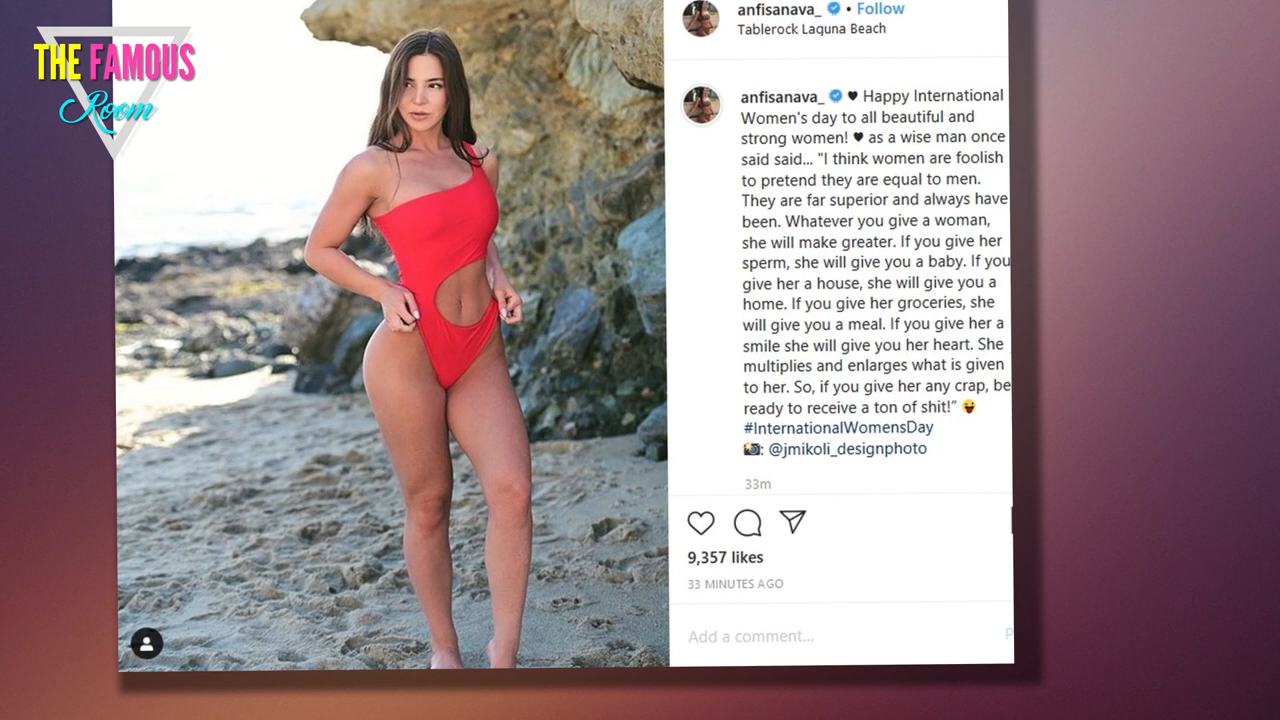 THE FAMOUS
Room
anfisanava_ • Follow
Tablerock Laguna Beach
anfisanava_ ♥ Happy International
Women's day to all beautiful and
strong women! ♥ as a wise man once
said said... "I think women are foolish
to pretend they are equal to men.
They are far superior and always have
been. Whatever you give a woman,
she will make greater. If you give her
sperm, she will give you a baby. If you
give her a house, she will give you a
home. If you give her groceries, she
will give you a meal. If you give her a
smile she will give you her heart. She
multiplies and enlarges what is given
to her. So, if you give her any crap, be
ready to receive a ton of shit!” 😜
#InternationalWomensDay
📸: @jmikoli_designphoto
33m
9,357 likes
33 MINUTES AGO
Add a comment...